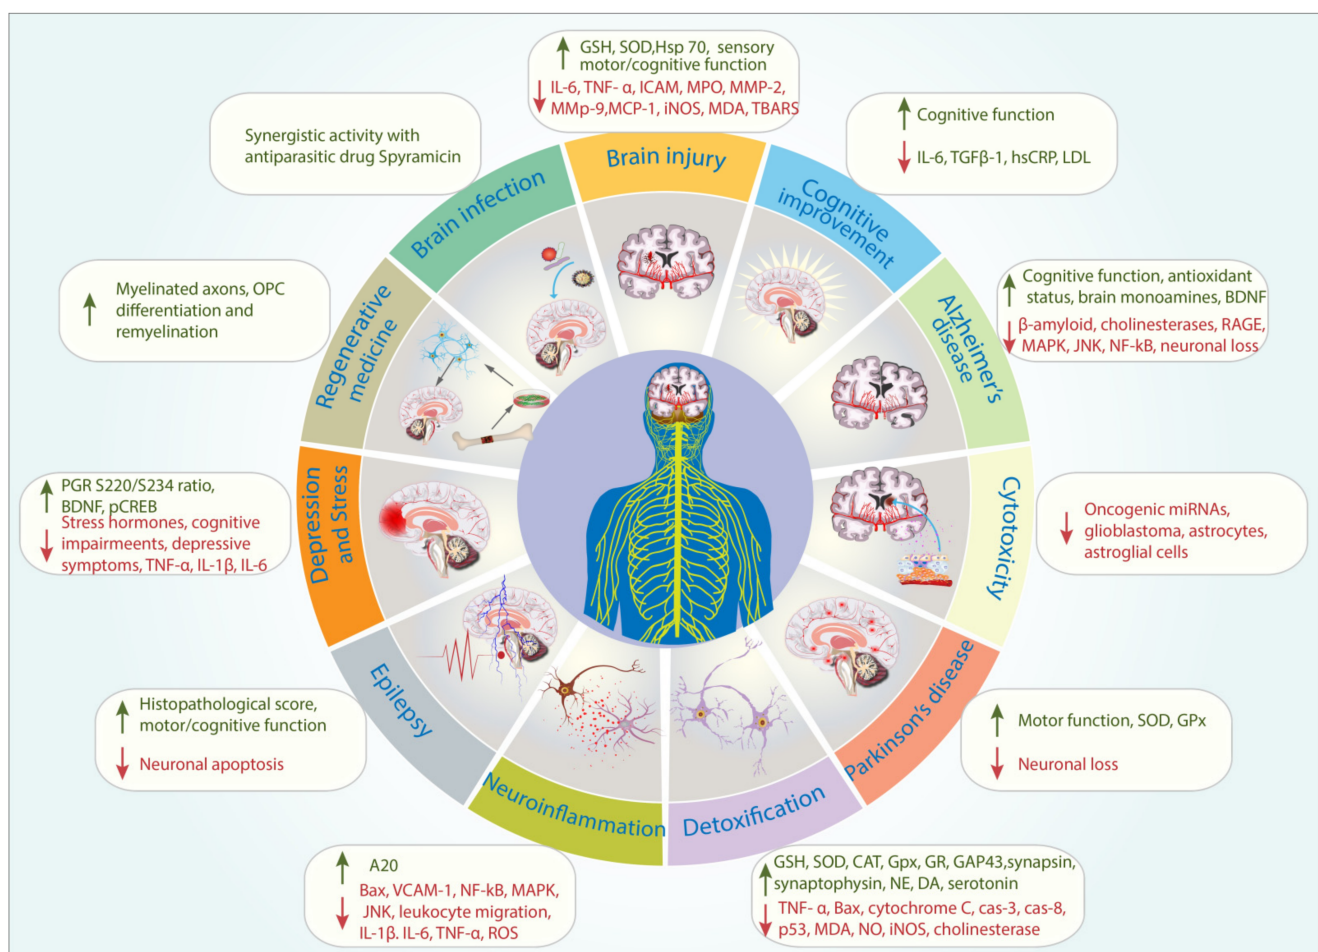 GSH, SOD,Hsp 70, sensory
motor/cognitive function
IL-6, TNF- α, ICAM, MPO, MMP-2,
MMp-9,MCP-1, iNOS, MDA, TBARS
Brain injury
Cognitive function
IL-6, TGFβ-1, hsCRP, LDL
Cognitive
improvement
Cognitive function, antioxidant
status, brain monoamines, BDNF
β-amyloid, cholinesterases, RAGE,
MAPK, JNK, NF-kB, neuronal loss
Alzheimer's
disease
Oncogenic miRNAs,
glioblastoma, astrocytes,
astroglial cells
Cytotoxicity
Motor function, SOD, GPx
Neuronal loss
Parkinson's disease
GSH, SOD, CAT, Gpx, GR, GAP43,synapsin,
synaptophysin, NE, DA, serotonin
TNF- α, Bax, cytochrome C, cas-3, cas-8,
p53, MDA, NO, iNOS, cholinesterase
Detoxification
A20
Bax, VCAM-1, NF-kB, MAPK,
JNK, leukocyte migration,
IL-1β. IL-6, TNF-α, ROS
Neuroinflammation
Histopathological score,
motor/cognitive function
Neuronal apoptosis
Epilepsy
PGR S220/S234 ratio,
BDNF, pCREB
Stress hormones, cognitive
impairmeents, depressive
symptoms, TNF-α, IL-1β, IL-6
Depression
and Stress
Myelinated axons, OPC
differentiation and
remyelination
Regenerative
medicine
Synergistic activity with
antiparasitic drug Spyramicin
Brain infection